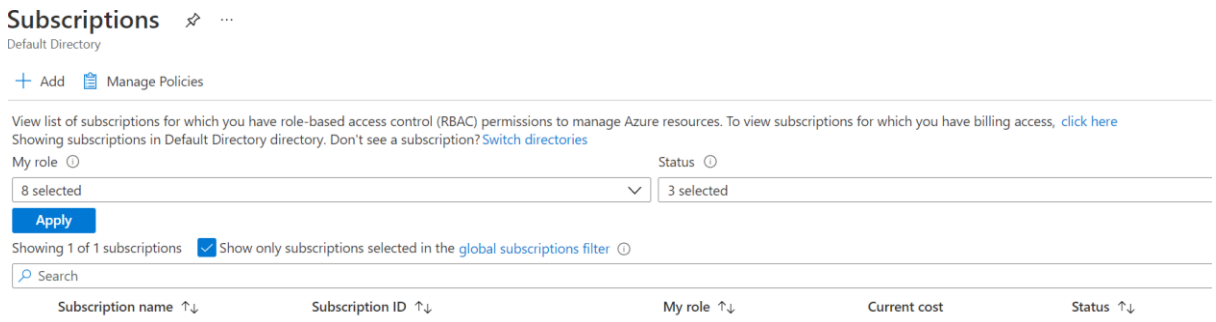 Subscriptions ...
Default Directory
+ Add Manage Policies
View list of subscriptions for which you have role-based access control (RBAC) permissions to manage Azure resources. To view subscriptions for which you have billing access, click here
Showing subscriptions in Default Directory directory. Don't see a subscription? Switch directories
My role Status
8 selected 3 selected
Apply
Showing 1 of 1 subscriptions Show only subscriptions selected in the global subscriptions filter
Search
Subscription name ↑↓ Subscription ID ↑↓ My role ↑↓ Current cost Status ↑↓